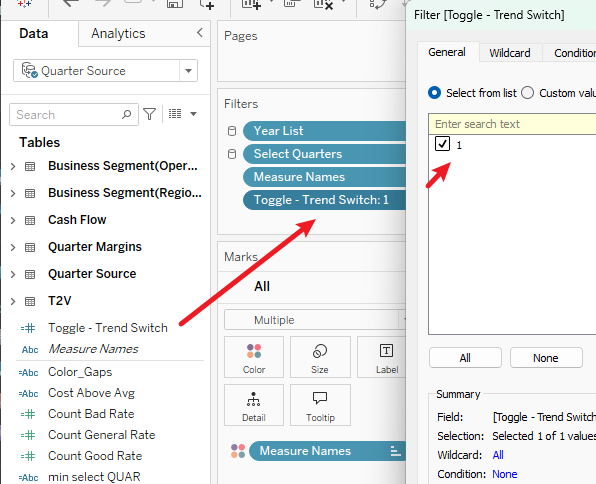 Filter [Toggle - Trend Switch]
Data
Analytics
Pages
General
Wildcard
Condition
Quarter Source
Select from list
Custom valu
Search
Filters
Enter search text
Tables
Year List
1
Business Segment(Oper...
Select Quarters
Business Segment(Regio...
Measure Names
Cash Flow
Toggle - Trend Switch: 1
Quarter Margins
Quarter Source
Marks
T2V
All
Toggle - Trend Switch
Multiple
Measure Names
All
None
Color_Gaps
Color
Size
Label
Cost Above Avg
Summary
Count Bad Rate
Field: [Toggle - Trend Switch
Detail
Tooltip
Count General Rate
Selection: Selected 1 of 1 values
Count Good Rate
Measure Names
Wildcard: All
min select QUAR
Condition: None